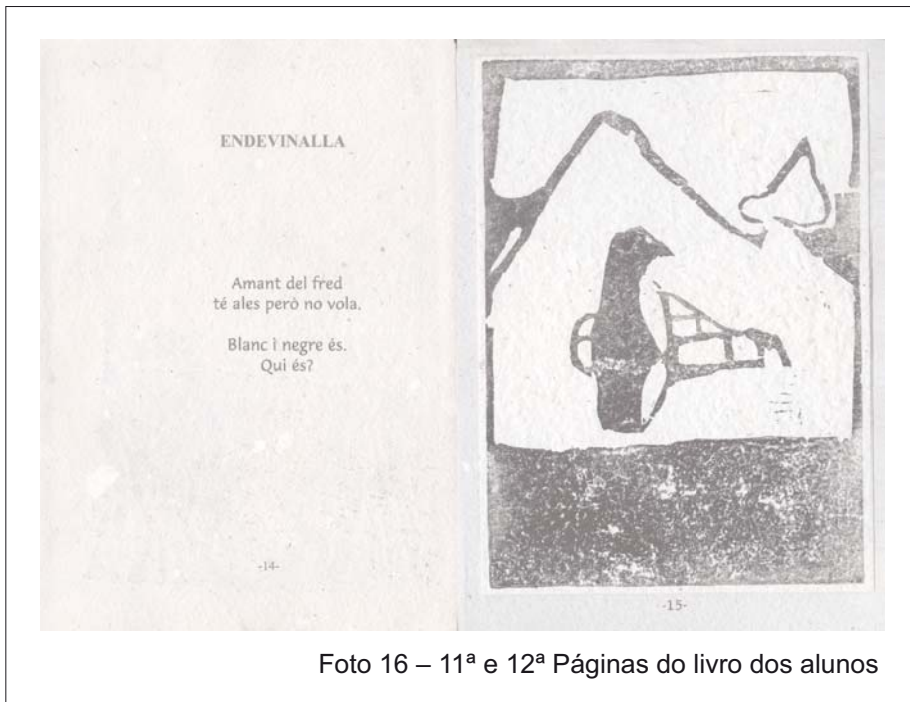 ENDEVINALLA
Amant del fred
té ales però no vola.
Blanc i negre és.
Qui és?
-14-
-15-
Foto 16 – 11ª e 12ª Páginas do livro dos alunos